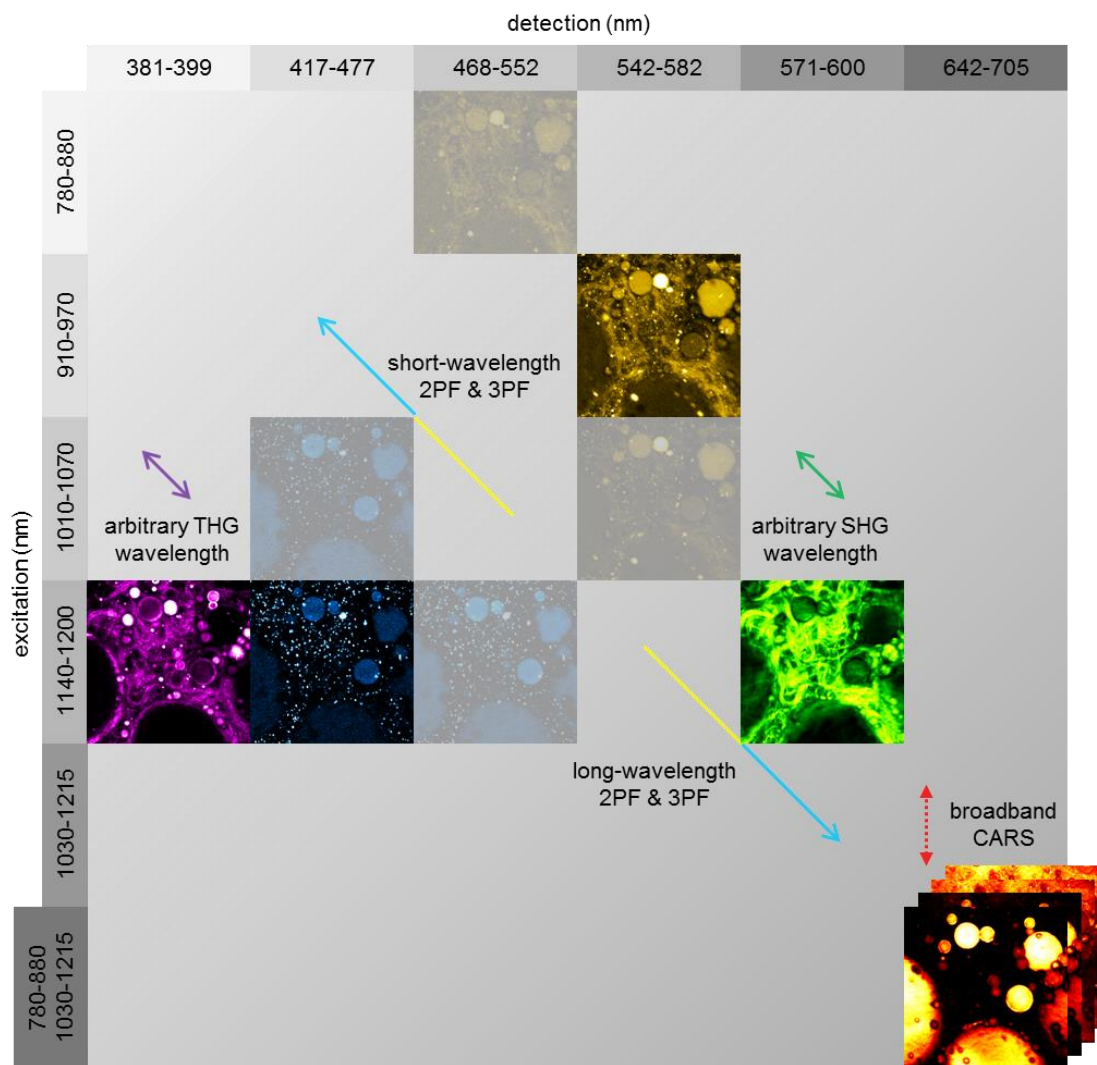 detection (nm)
381-399 417-477 468-552 542-582 571-600 642-705
excitation (nm)
780-880
910-970
1010-1070
1140-1200
1030-1215
780-880
1030-1215
short-wavelength
2PF & 3PF
arbitrary THG
wavelength
arbitrary SHG
wavelength
long-wavelength
2PF & 3PF
broadband
CARS